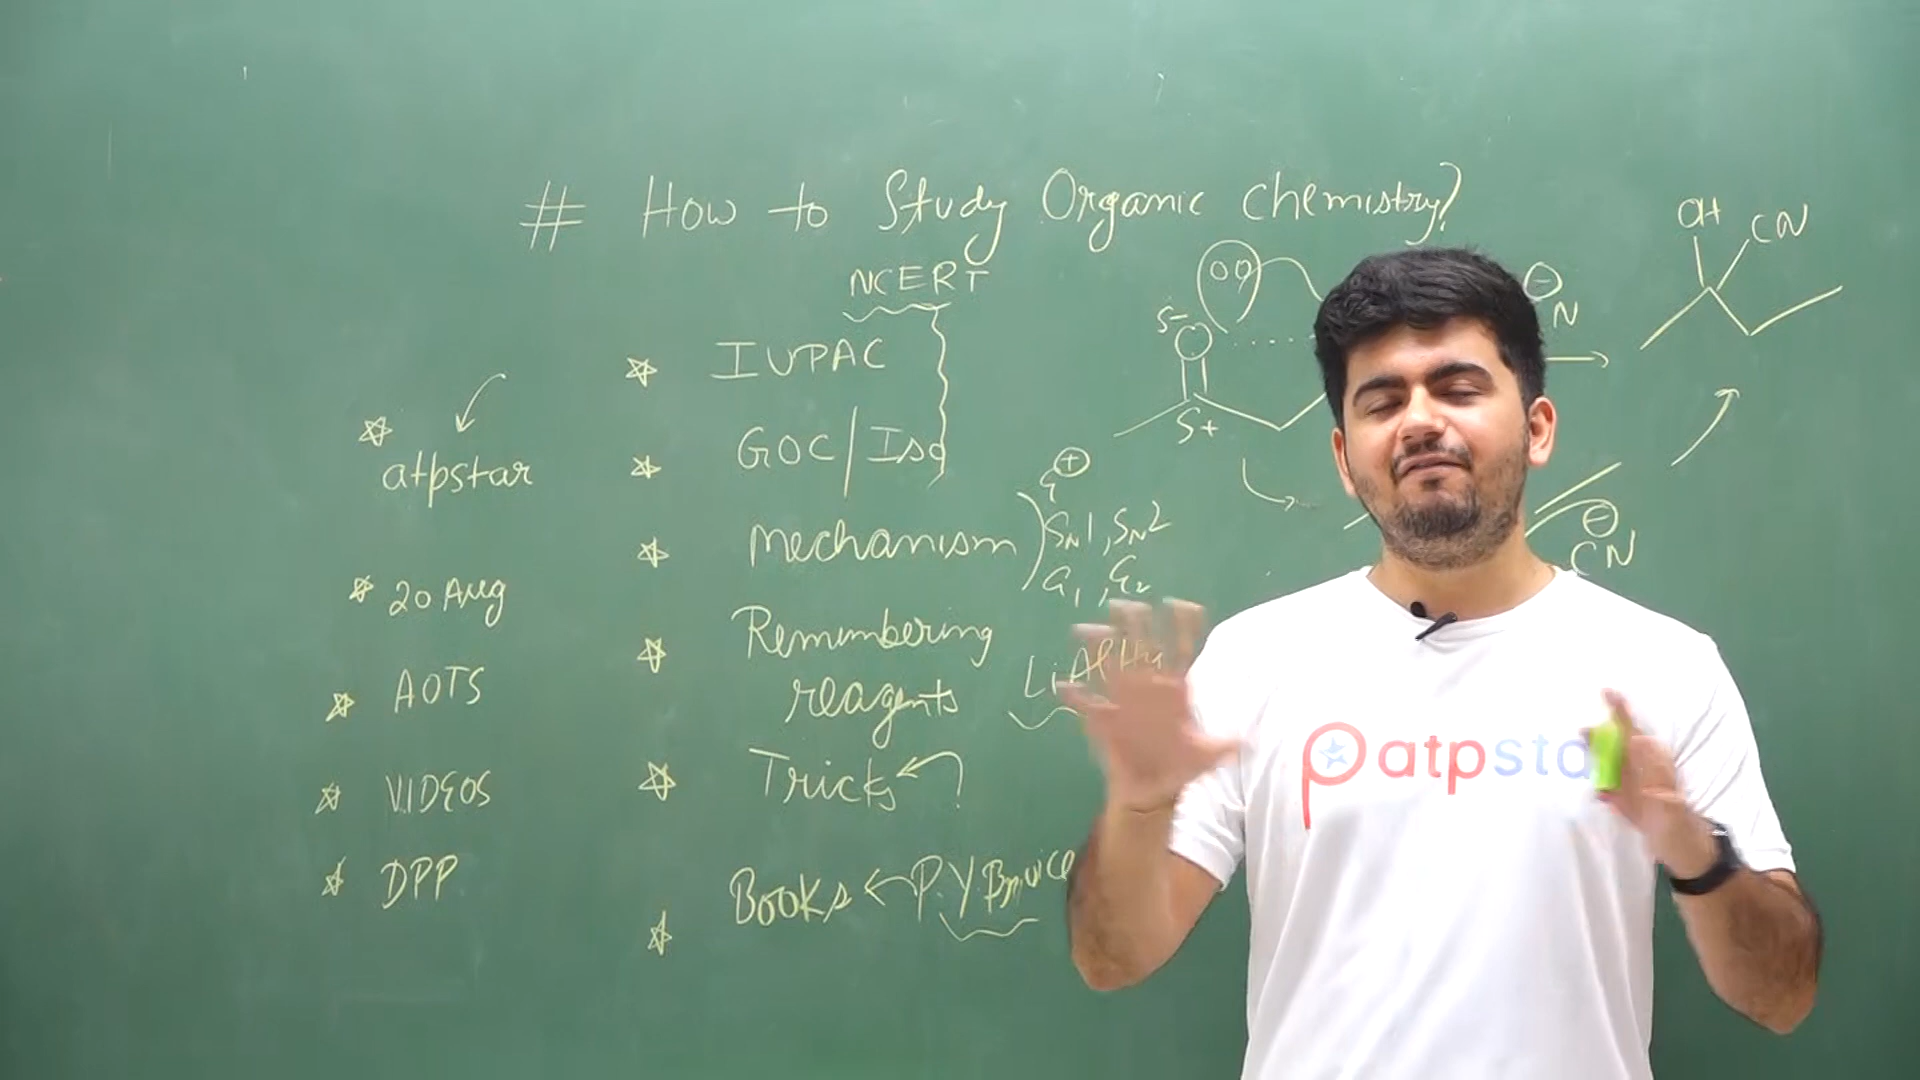 # How to Study Organic Chemistry?
NCERT
IUPAC
GOC/Iso
Mechanism
E⊕
SN1, SN2
E1, E2
Remembering
reagents
LiAlH4
Tricks ?
Books ← P.Y Bruice
atpstar
20 Aug
AOTS
VIDEOS
DPP
δ-
δ+
⊖
N
OH CN
⊖
CN
atpsta